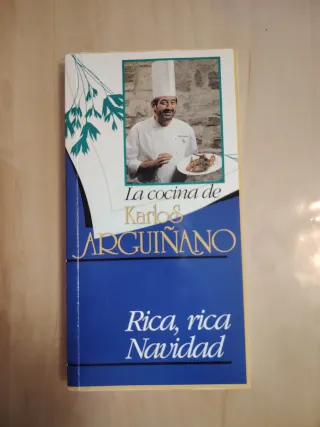 La cocina de
Karlos
ARGUIÑANO
Rica, rica
Navidad